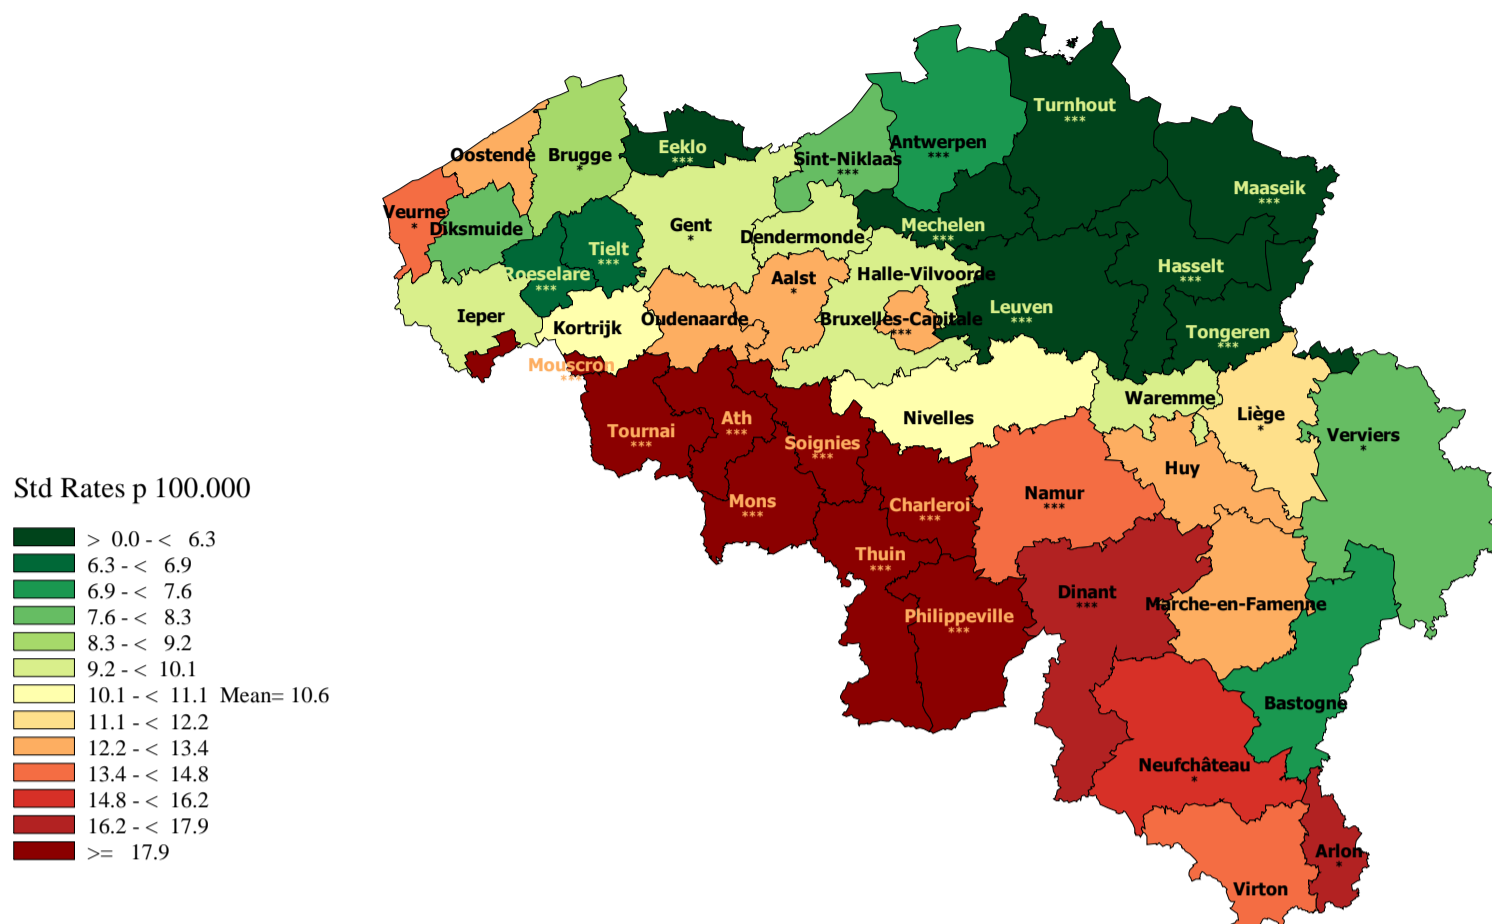 Turnhout
***
Antwerpen
***
Eeklo
***
Oostende
Brugge
*
Sint-Niklaas
***
Maaseik
***
Veurne
*
Diksmuide
Gent
*
Mechelen
***
Dendermonde
Tielt
***
Roeselare
***
Aalst
*
Halle-Vilvoorde
Hasselt
***
Leuven
***
Ieper
Kortrijk
Oudenaarde
Bruxelles-Capitale
***
Tongeren
***
Mouscron
***
Waremme
Nivelles
Liège
*
Ath
***
Tournai
***
Soignies
***
Verviers
*
Huy
Std Rates p 100.000
Mons
***
Charleroi
***
Namur
***
> 0.0 - < 6.3
Thuin
***
6.3 - < 6.9
6.9 - < 7.6
Dinant
***
Marche-en-Famenne
7.6 - < 8.3
Philippeville
***
8.3 - < 9.2
9.2 - < 10.1
10.1 - < 11.1 Mean= 10.6
Bastogne
11.1 - < 12.2
12.2 - < 13.4
Neufchâteau
*
13.4 - < 14.8
14.8 - < 16.2
16.2 - < 17.9
>= 17.9
Arlon
*
Virton